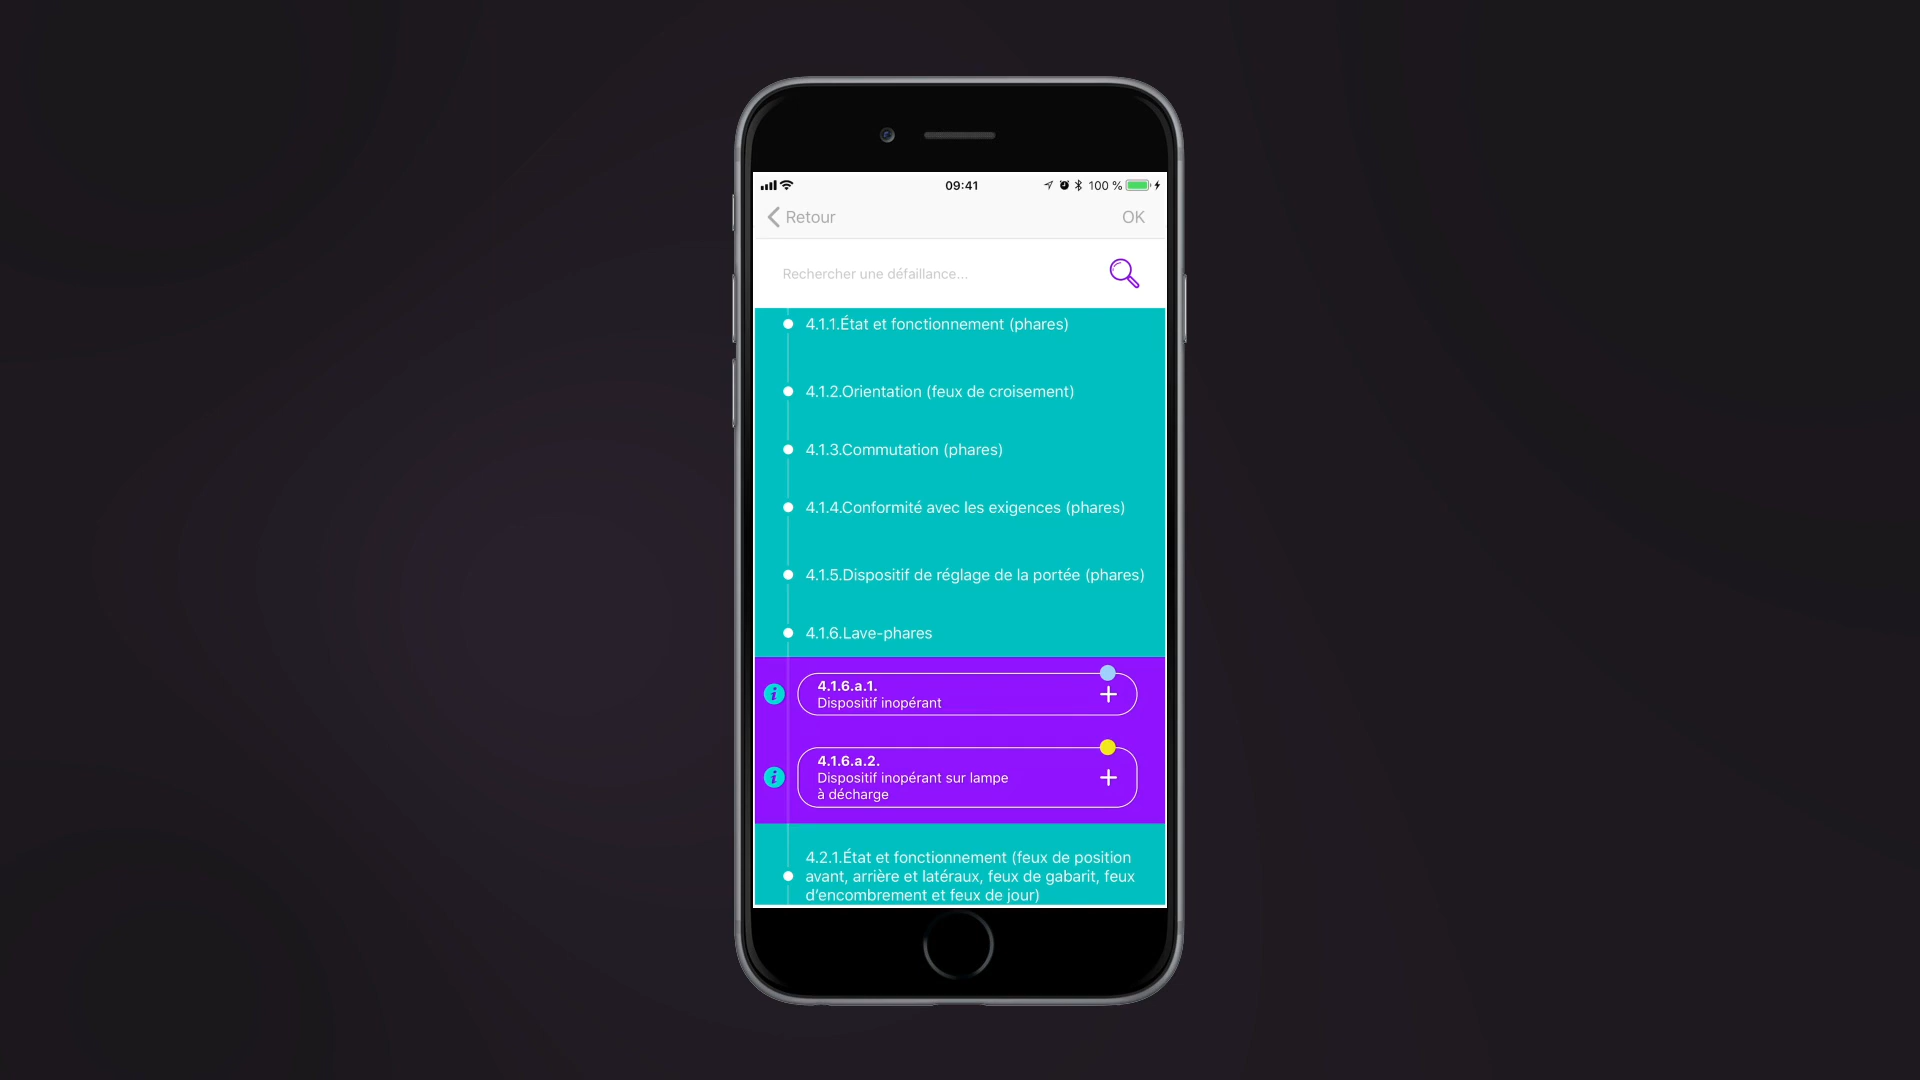 09:41
100 %
Retour
OK
Rechercher une défaillance...
4.1.1.État et fonctionnement (phares)
4.1.2.Orientation (feux de croisement)
4.1.3.Commutation (phares)
4.1.4.Conformité avec les exigences (phares)
4.1.5.Dispositif de réglage de la portée (phares)
4.1.6.Lave-phares
i
4.1.6.a.1.
Dispositif inopérant
+
i
4.1.6.a.2.
Dispositif inopérant sur lampe
à décharge
+
4.2.1.État et fonctionnement (feux de position
avant, arrière et latéraux, feux de gabarit, feux
d’encombrement et feux de jour)